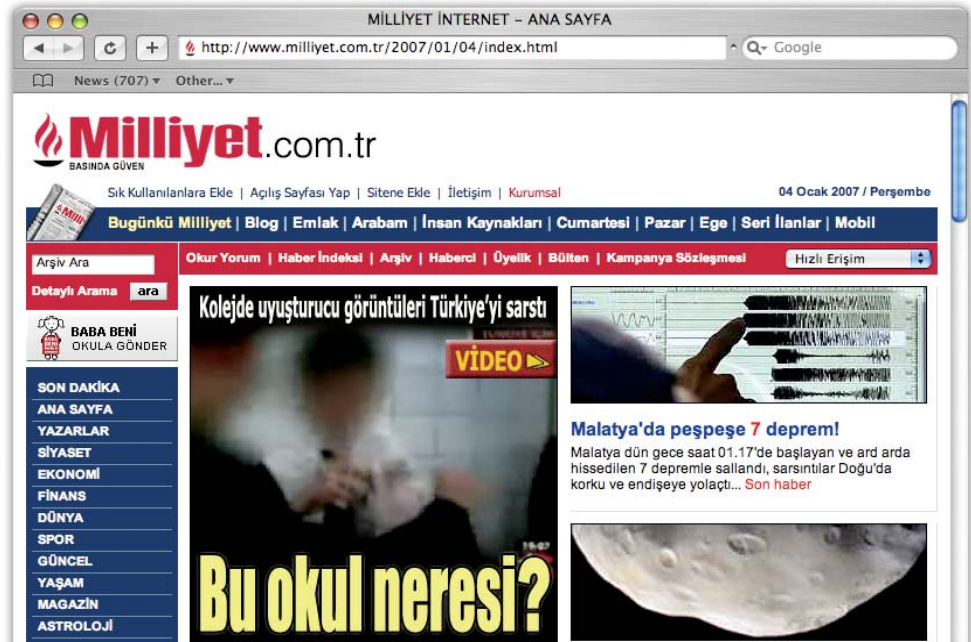 MİLLİYET İNTERNET – ANA SAYFA
http://www.milliyet.com.tr/2007/01/04/index.html
Google
News (707) Other...
Milliyet.com.tr
BASINDA GÜVEN
Sık Kullanılanlara Ekle | Açılış Sayfası Yap | Sitene Ekle | İletişim | Kurumsal
04 Ocak 2007 / Perşembe
Bugünkü Milliyet | Blog | Emlak | Arabam | İnsan Kaynakları | Cumartesi | Pazar | Ege | Seri İlanlar | Mobil
Arşiv Ara
Okur Yorum | Haber İndeksi | Arşiv | Haberci | Üyelik | Bülten | Kampanya Sözleşmesi
Hızlı Erişim
Detaylı Arama ara
BABA BENİ
OKULA GÖNDER
SON DAKİKA
ANA SAYFA
YAZARLAR
SİYASET
EKONOMİ
FİNANS
DÜNYA
SPOR
GÜNCEL
YAŞAM
MAGAZİN
ASTROLOJİ
Kolejde uyuşturucu görüntüleri Türkiye'yi sarstı
VİDEO
19:07
Bu okul neresi?
Malatya'da peşpeşe 7 deprem!
Malatya dün gece saat 01.17'de başlayan ve ard arda
hissedilen 7 depremle sallandı, sarsıntılar Doğu'da
korku ve endişeye yolaçtı... Son haber